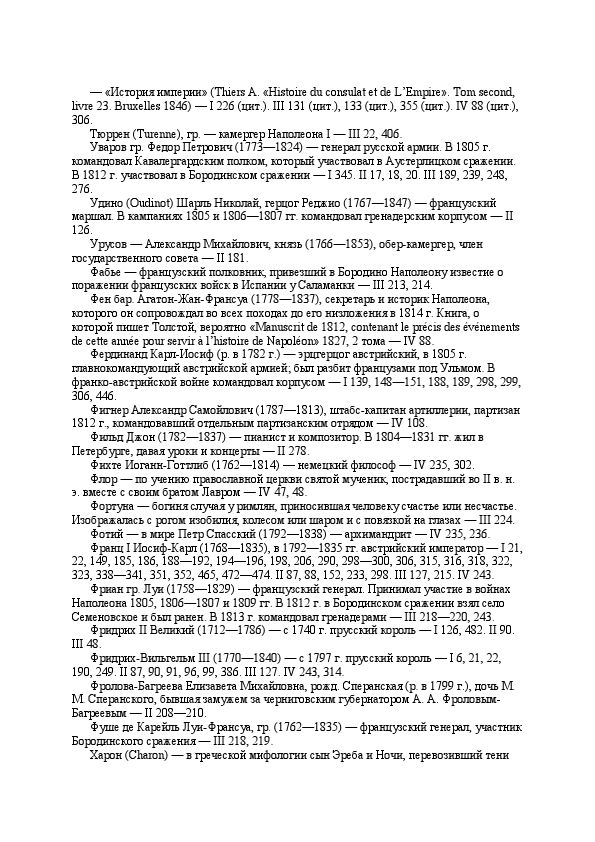 — «История империи» (Thiers A. «Histoire du consulat et de L’Empire». Tom second,
livre 23. Bruxelles 1846) — I 226 (цит.). III 131 (цит.), 133 (цит.), 355 (цит.). IV 88 (цит.),
306.
Тюррен (Turenne), гр. — камергер Наполеона I — III 22, 406.
Уваров гр. Федор Петрович (1773—1824) — генерал русской армии. В 1805 г.
командовал Кавалергардским полком, который участвовал в Аустерлицком сражении.
В 1812 г. участвовал в Бородинском сражении — I 345. II 17, 18, 20. III 189, 239, 248,
276.
Удино (Oudinot) Шарль Николай, герцог Реджио (1767—1847) — французский
маршал. В кампаниях 1805 и 1806—1807 гг. командовал гренадерским корпусом — II
126.
Урусов — Александр Михайлович, князь (1766—1853), обер-камергер, член
государственного совета — II 181.
Фабье — французский полковник, привезший в Бородино Наполеону известие о
поражении французских войск в Испании у Саламанки — III 213, 214.
Фен бар. Агатон-Жан-Франсуа (1778—1837), секретарь и историк Наполеона,
которого он сопровождал во всех походах до его низложения в 1814 г. Книга, о
которой пишет Толстой, вероятно «Manuscrit de 1812, contenant le précis des événements
de cette année pour servir à l’histoire de Napoléon» 1827, 2 тома — IV 88.
Фердинанд Карл-Иосиф (р. в 1782 г.) — эрцгерцог австрийский, в 1805 г.
главнокомандующий австрийской армией; был разбит французами под Ульмом. В
франко-австрийской войне командовал корпусом — I 139, 148—151, 188, 189, 298, 299,
306, 446.
Фигнер Александр Самойлович (1787—1813), штабс-капитан артиллерии, партизан
1812 г., командовавший отдельным партизанским отрядом — IV 108.
Фильд Джон (1782—1837) — пианист и композитор. В 1804—1831 гг. жил в
Петербурге, давая уроки и концерты — II 278.
Фихте Иоганн-Готтлиб (1762—1814) — немецкий философ — IV 235, 302.
Флор — по учению православной церкви святой мученик, пострадавший во II в. н.
э. вместе с своим братом Лавром — IV 47, 48.
Фортуна — богиня случая у римлян, приносившая человеку счастье или несчастье.
Изображалась с рогом изобилия, колесом или шаром и с повязкой на глазах — III 224.
Фотий — в мире Петр Спасский (1792—1838) — архимандрит — IV 235, 236.
Франц I Иосиф-Карл (1768—1835), в 1792—1835 гг. австрийский император — I 21,
22, 149, 185, 186, 188—192, 194—196, 198, 206, 290, 298—300, 306, 315, 316, 318, 322,
323, 338—341, 351, 352, 465, 472—474. II 87, 88, 152, 233, 298. III 127, 215. IV 243.
Фриан гр. Луи (1758—1829) — французский генерал. Принимал участие в войнах
Наполеона 1805, 1806—1807 и 1809 гг. В 1812 г. в Бородинском сражении взял село
Семеновское и был ранен. В 1813 г. командовал гренадерами — III 218—220, 243.
Фридрих II Великий (1712—1786) — с 1740 г. прусский король — I 126, 482. II 90.
III 48.
Фридрих-Вильгельм III (1770—1840) — с 1797 г. прусский король — I 6, 21, 22,
190, 249. II 87, 90, 91, 96, 99, 386. III 127. IV 243, 314.
Фролова-Багреева Елизавета Михайловна, рожд. Сперанская (р. в 1799 г.), дочь М.
М. Сперанского, бывшая замужем за черниговским губернатором А. А. Фроловым-
Багреевым — II 208—210.
Фуше де Карейль Луи-Франсуа, гр. (1762—1835) — французский генерал, участник
Бородинского сражения — III 218, 219.
Харон (Charon) — в греческой мифологии сын Эреба и Ночи, перевозивший тени